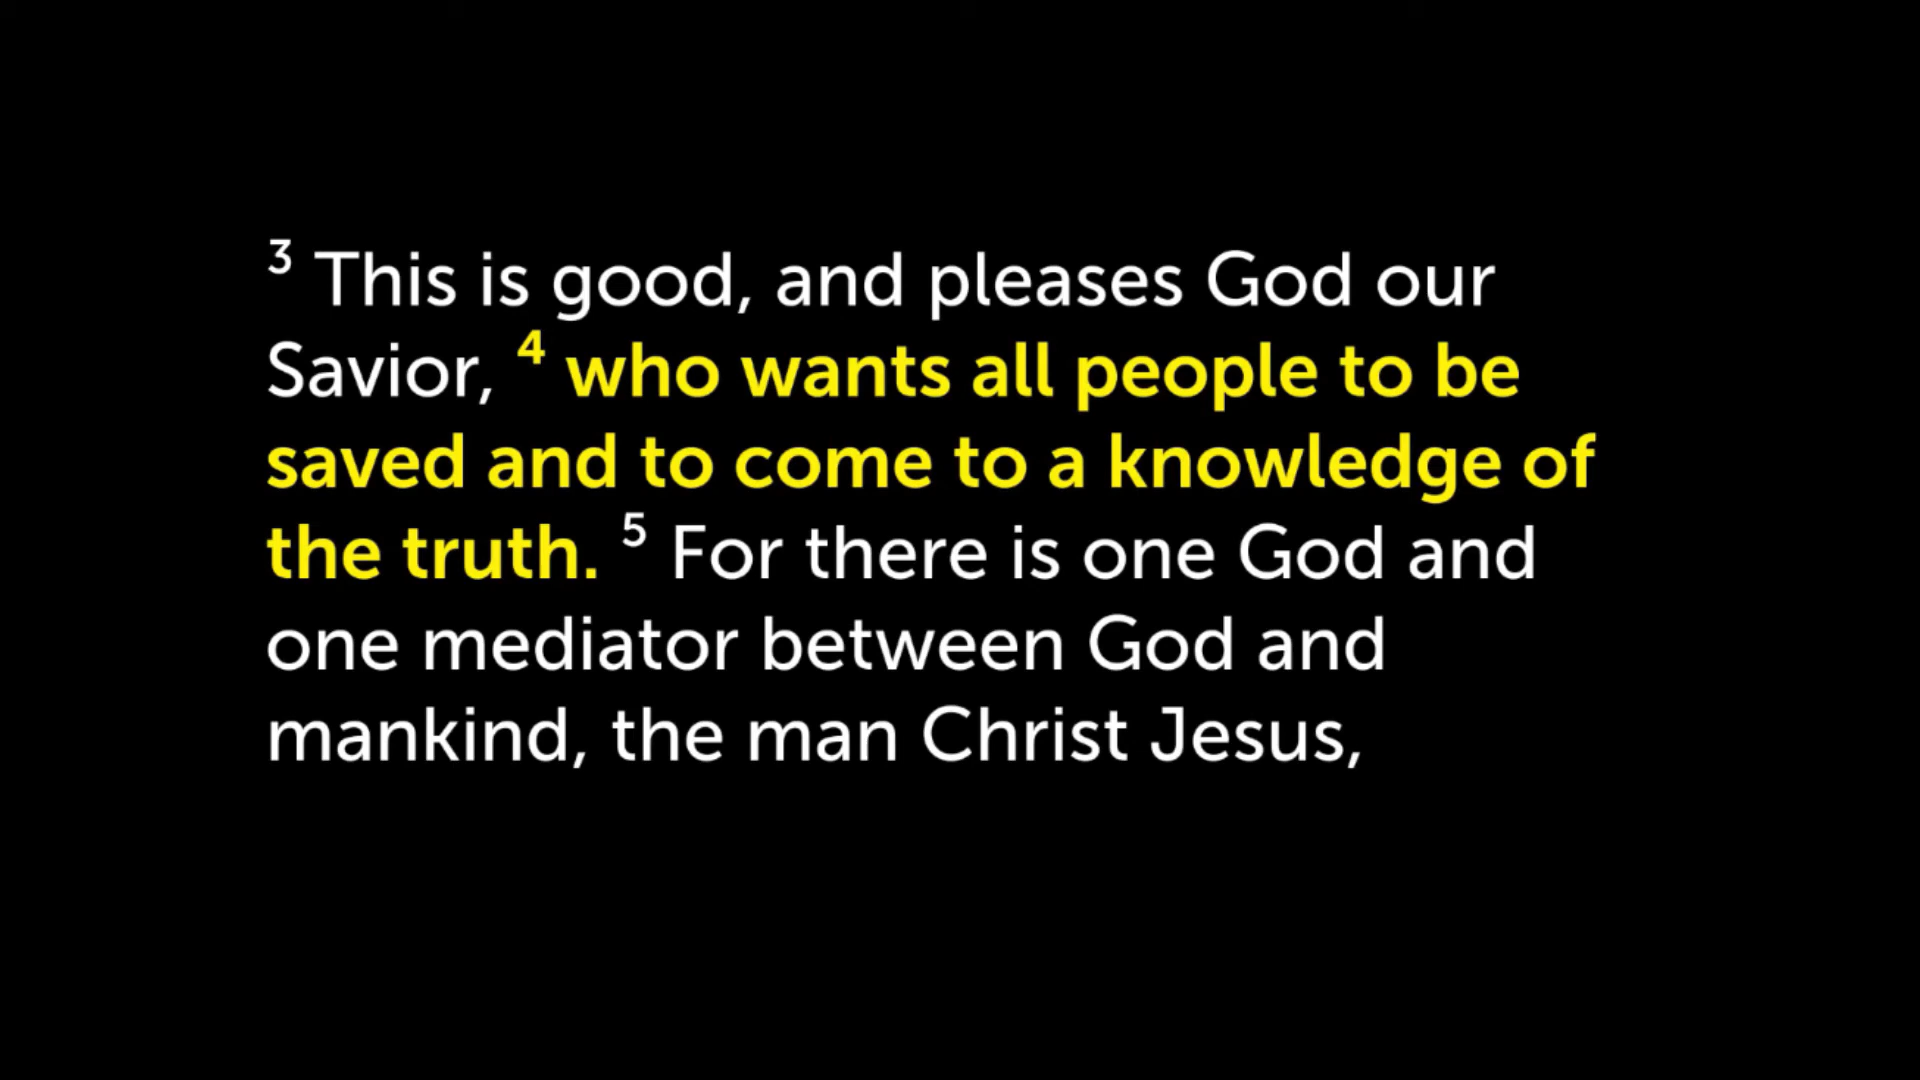 3 This is good, and pleases God our
Savior, 4 who wants all people to be
saved and to come to a knowledge of
the truth. 5 For there is one God and
one mediator between God and
mankind, the man Christ Jesus,